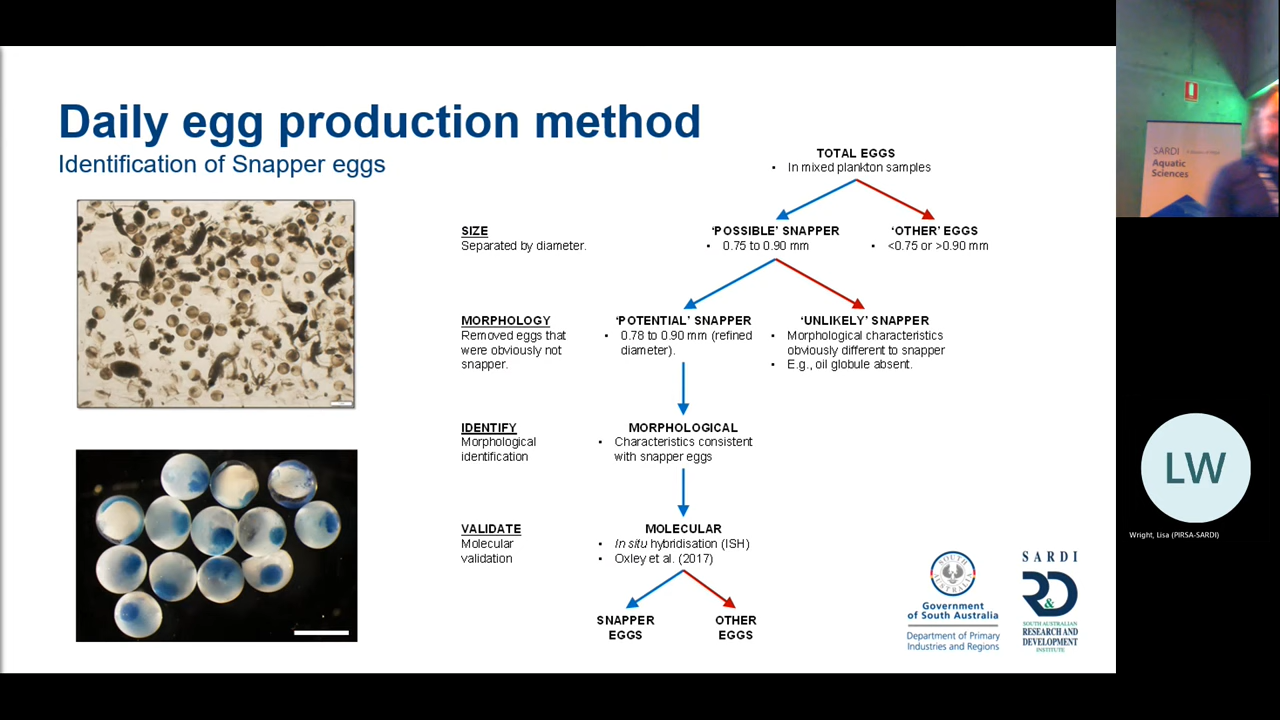 Daily egg production method
Identification of Snapper eggs
TOTAL EGGS
• In mixed plankton samples
SIZE
Separated by diameter.
'POSSIBLE' SNAPPER
• 0.75 to 0.90 mm
'OTHER' EGGS
• <0.75 or >0.90 mm
MORPHOLOGY
Removed eggs that
were obviously not
snapper.
'POTENTIAL' SNAPPER
• 0.78 to 0.90 mm (refined
diameter).
'UNLIKELY' SNAPPER
• Morphological characteristics
obviously different to snapper
• E.g., oil globule absent.
IDENTIFY
Morphological
identification
MORPHOLOGICAL
• Characteristics consistent
with snapper eggs
VALIDATE
Molecular
validation
MOLECULAR
• In situ hybridisation (ISH)
• Oxley et al. (2017)
SNAPPER
EGGS
OTHER
EGGS
SOUTH
AUSTRALIA
Government
of South Australia
Department of Primary
Industries and Regions
SARDI
R&D
SOUTH AUSTRALIAN
RESEARCH AND
DEVELOPMENT
INSTITUTE
SARDI
Aquatic
Sciences
LW
Wright, Lisa (PIRSA-SARDI)